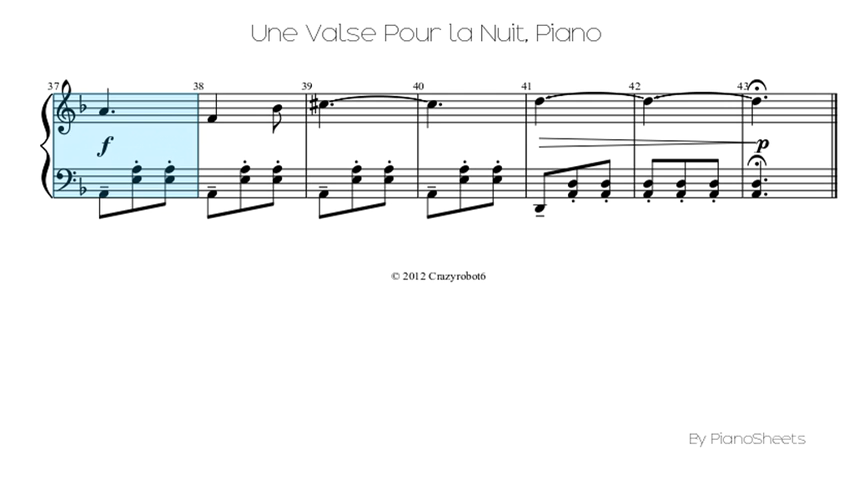 Une Valse Pour la Nuit, Piano
37 38 39 40 41 42 43
f
p
© 2012 Crazyrobot6
By PianoSheets